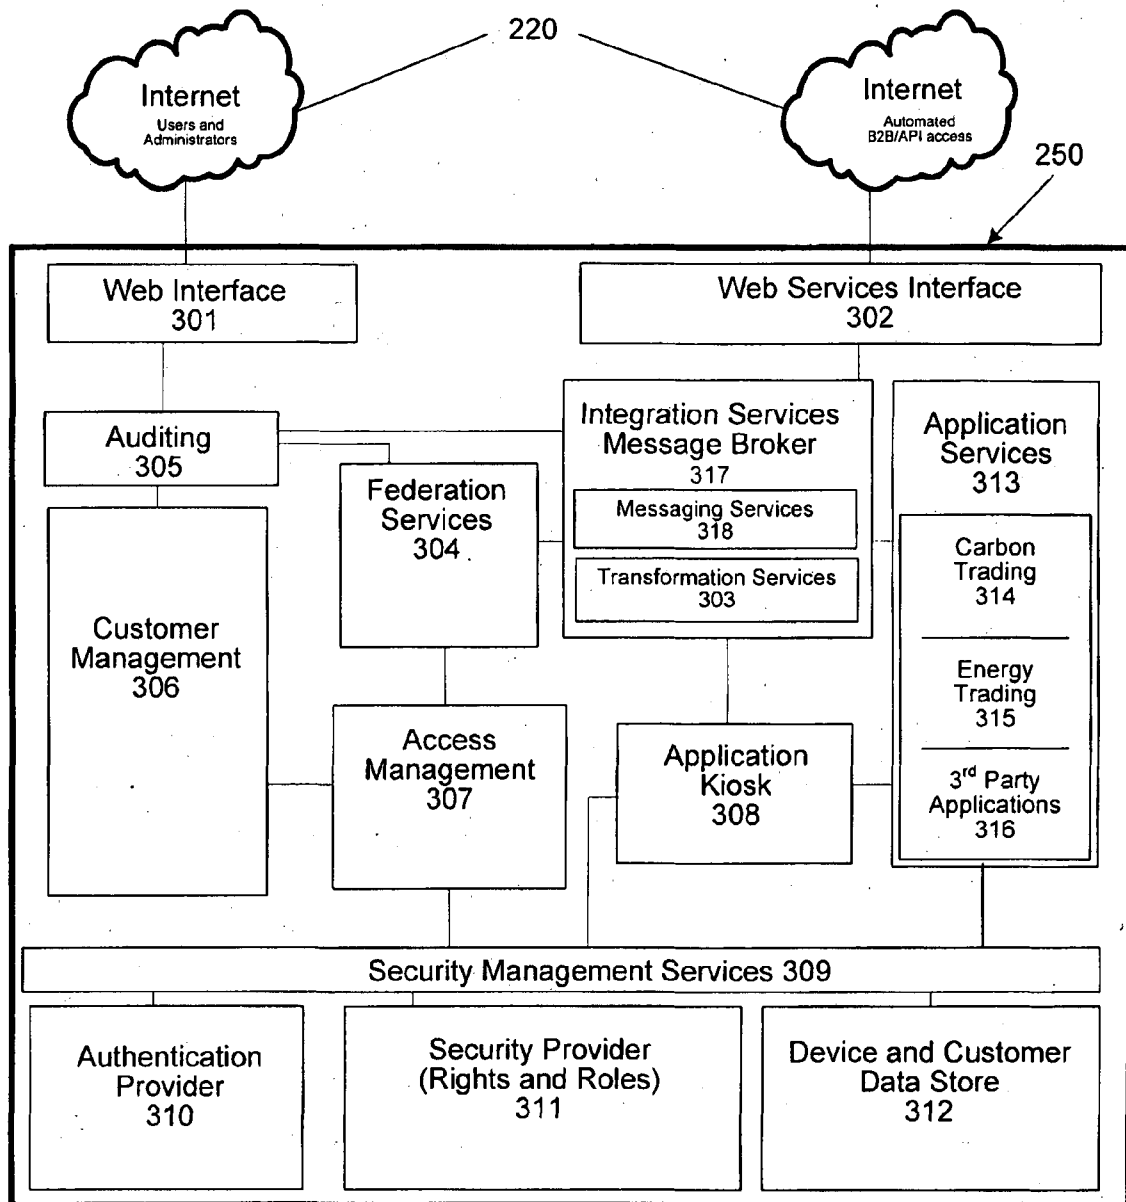 220
Internet
Users and
Administrators
Internet
Automated
B2B/API access
250
Web Interface
301
Web Services Interface
302
Auditing
305
Integration Services
Message Broker
317
Messaging Services
318
Transformation Services
303
Application
Services
313
Federation
Services
304
Carbon
Trading
314
Customer
Management
306
Energy
Trading
315
Access
Management
307
Application
Kiosk
308
3rd Party
Applications
316
Security Management Services 309
Authentication
Provider
310
Security Provider
(Rights and Roles)
311
Device and Customer
Data Store
312